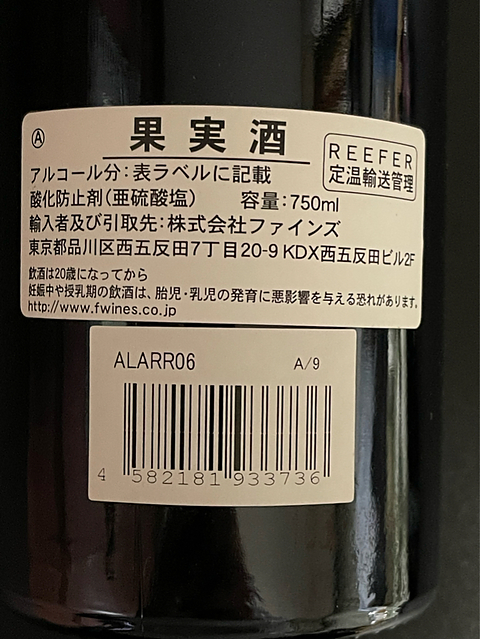 Ⓐ
果実酒
REEFER
定温輸送管理
アルコール分:表ラベルに記載
酸化防止剤(亜硫酸塩) 容量:750ml
輸入者及び引取先:株式会社ファインズ
東京都品川区西五反田7丁目20-9 KDX西五反田ビル2F
飲酒は20歳になってから
妊娠中や授乳期の飲酒は、胎児・乳児の発育に悪影響を与える恐れがあります。
http://www.fwines.co.jp
ALARR06 A/9
4 582181 933736